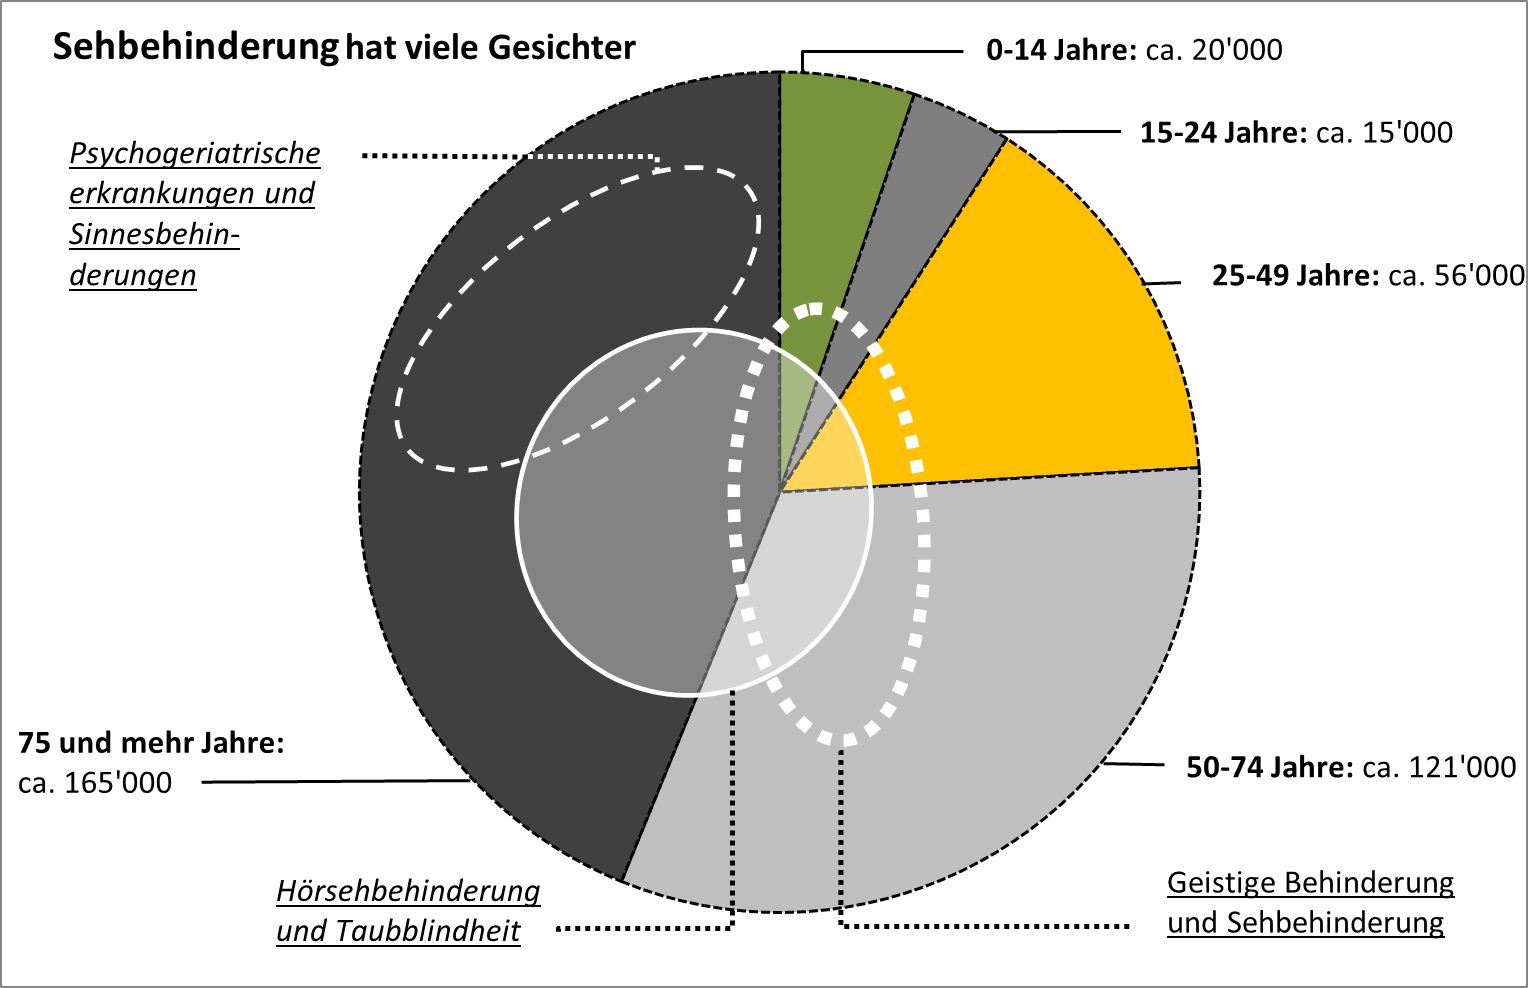 Sehbehinderung hat viele Gesichter
0-14 Jahre: ca. 20'000
15-24 Jahre: ca. 15'000
Psychogeriatrische
erkrankungen und
Sinnesbehin-
derungen
25-49 Jahre: ca. 56'000
75 und mehr Jahre:
ca. 165'000
50-74 Jahre: ca. 121'000
Hörsehbehinderung
und Taubblindheit
Geistige Behinderung
und Sehbehinderung